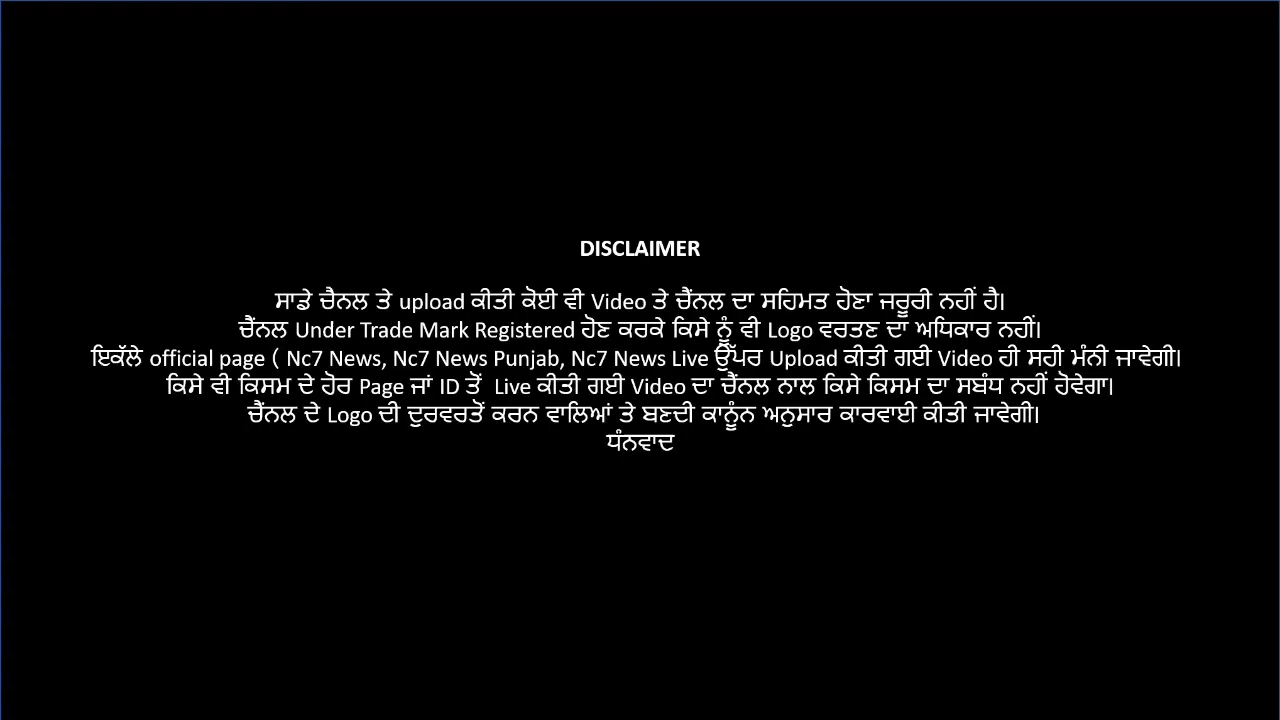 DISCLAIMER
ਸਾਡੇ ਚੈਨਲ ਤੇ upload ਕੀਤੀ ਕੋਈ ਵੀ Video ਤੇ ਚੈੱਨਲ ਦਾ ਸਹਿਮਤ ਹੋਣਾ ਜਰੂਰੀ ਨਹੀਂ ਹੈ।
ਚੈੱਨਲ Under Trade Mark Registered ਹੋਣ ਕਰਕੇ ਕਿਸੇ ਨੂੰ ਵੀ Logo ਵਰਤਣ ਦਾ ਅਧਿਕਾਰ ਨਹੀਂ।
ਇਕੱਲੇ official page ( Nc7 News, Nc7 News Punjab, Nc7 News Live ਉੱਪਰ Upload ਕੀਤੀ ਗਈ Video ਹੀ ਸਹੀ ਮੰਨੀ ਜਾਵੇਗੀ।
ਕਿਸੇ ਵੀ ਕਿਸਮ ਦੇ ਹੋਰ Page ਜਾਂ ID ਤੋਂ Live ਕੀਤੀ ਗਈ Video ਦਾ ਚੈੱਨਲ ਨਾਲ ਕਿਸੇ ਕਿਸਮ ਦਾ ਸਬੰਧ ਨਹੀਂ ਹੋਵੇਗਾ।
ਚੈੱਨਲ ਦੇ Logo ਦੀ ਦੁਰਵਰਤੋਂ ਕਰਨ ਵਾਲਿਆਂ ਤੇ ਬਣਦੀ ਕਾਨੂੰਨ ਅਨੁਸਾਰ ਕਾਰਵਾਈ ਕੀਤੀ ਜਾਵੇਗੀ।
ਧੰਨਵਾਦ